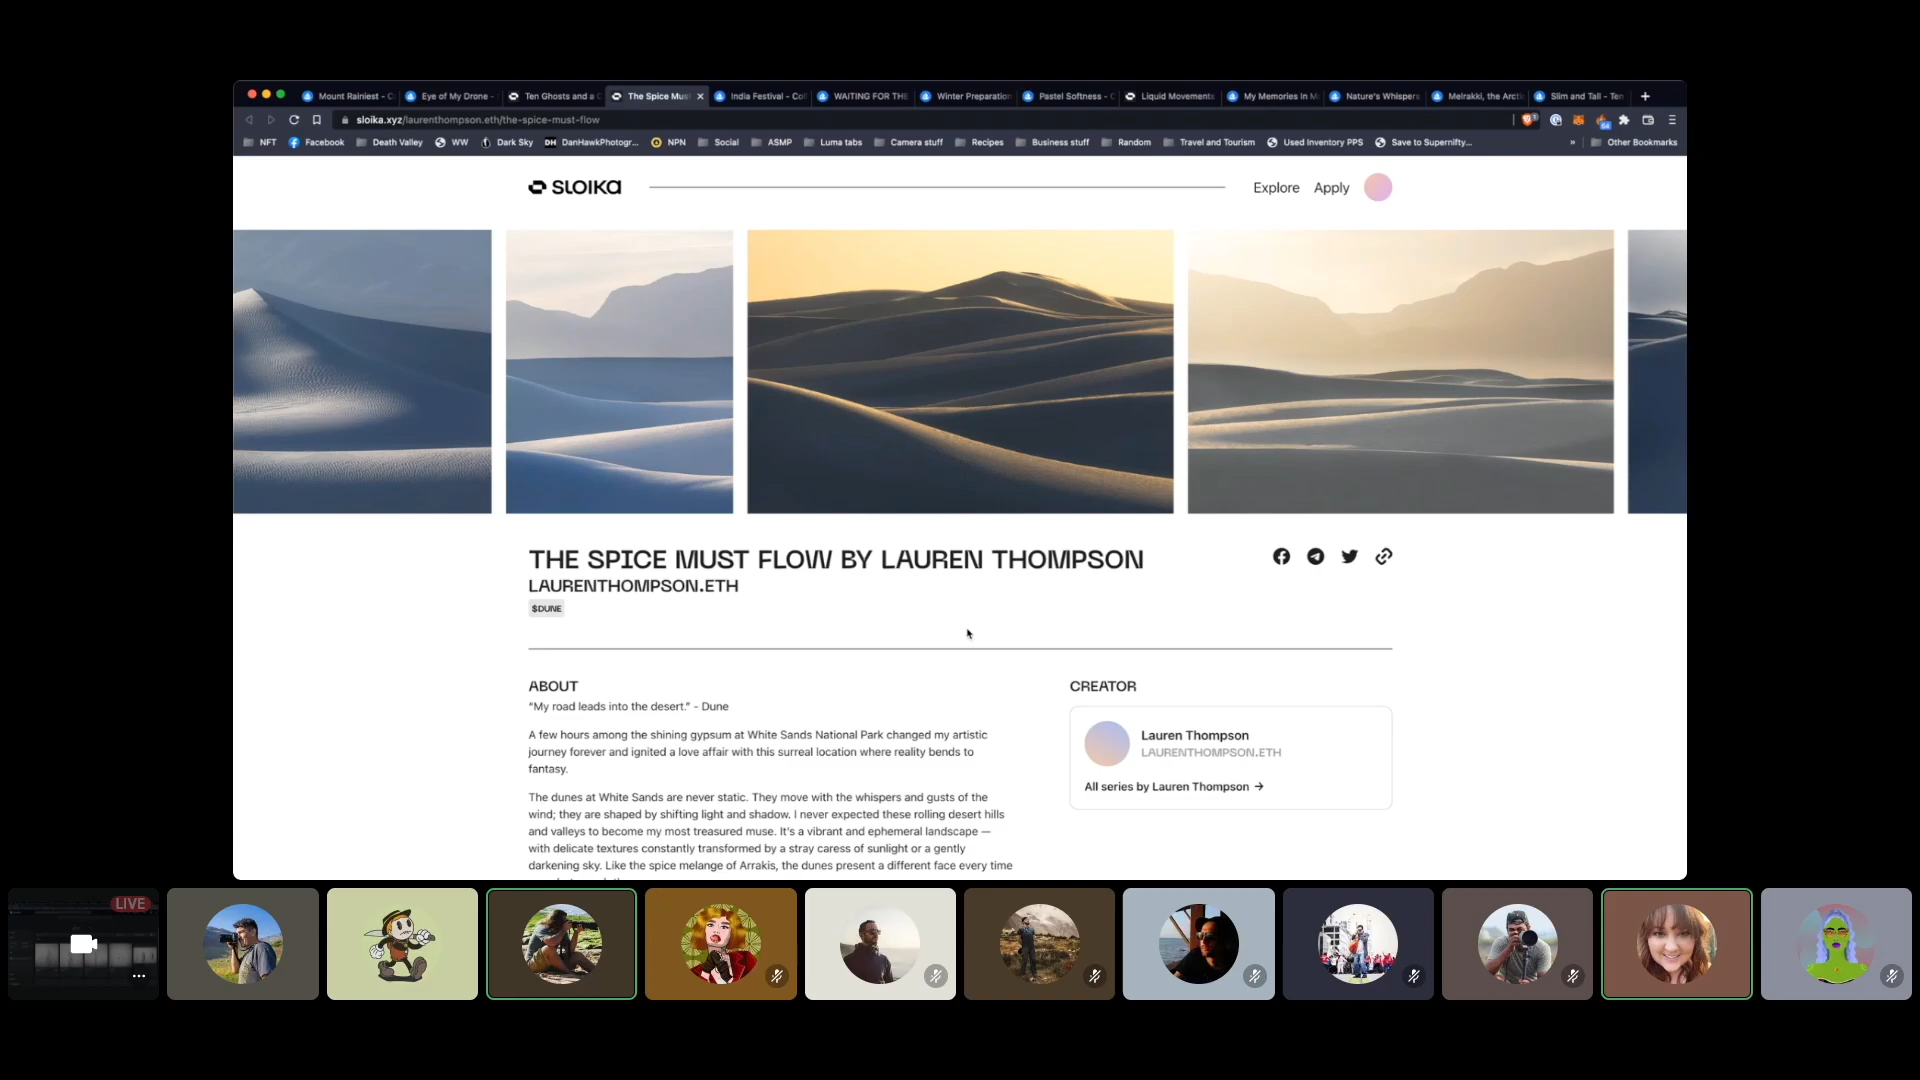 Mount Rainiest - C
Eye of My Drone -
Ten Ghosts and a C
The Spice Mus
India Festival - Col
WAITING FOR THE
Winter Preparation
Pastel Softness - C
Liquid Movements
My Memories In M
Nature's Whispers
Melrakki, the Arctic
Slim and Tall - Ten
sloika.xyz/laurenthompson.eth/the-spice-must-flow
NFT
Facebook
Death Valley
WW
Dark Sky
DH DanHawkPhotogr...
NPN
Social
ASMP
Luma tabs
Camera stuff
Recipes
Business stuff
Random
Travel and Tourism
Used Inventory PPS
Save to Supernifty...
»
Other Bookmarks
SLOIKA
Explore
Apply
THE SPICE MUST FLOW BY LAUREN THOMPSON
LAURENTHOMPSON.ETH
$DUNE
ABOUT
“My road leads into the desert.” - Dune
A few hours among the shining gypsum at White Sands National Park changed my artistic
journey forever and ignited a love affair with this surreal location where reality bends to
fantasy.
The dunes at White Sands are never static. They move with the whispers and gusts of the
wind; they are shaped by shifting light and shadow. I never expected these rolling desert hills
and valleys to become my most treasured muse. It's a vibrant and ephemeral landscape —
with delicate textures constantly transformed by a stray caress of sunlight or a gently
darkening sky. Like the spice melange of Arrakis, the dunes present a different face every time
CREATOR
Lauren Thompson
LAURENTHOMPSON.ETH
All series by Lauren Thompson →
LIVE